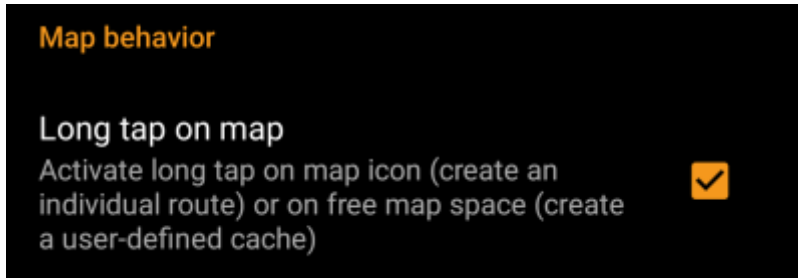 Map behavior
Long tap on map
Activate long tap on map icon (create an
individual route) or on free map space (create
a user-defined cache)